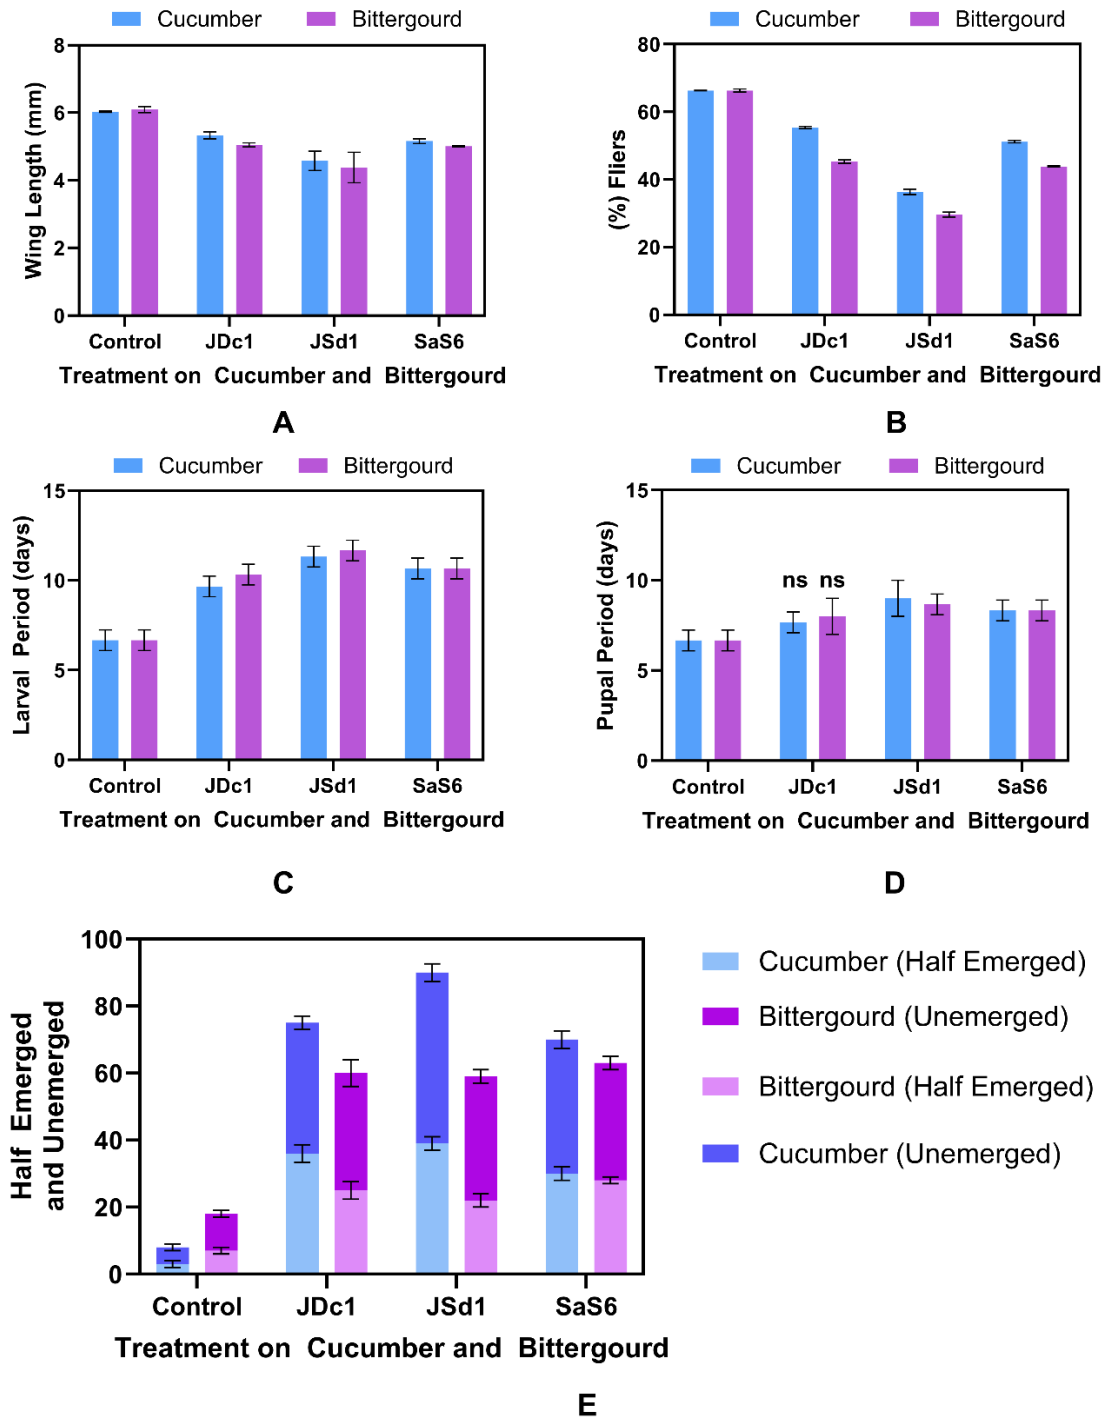 Cucumber Bittergourd
Wing Length (mm)
8
6
4
2
0
Control JDc1 JSd1 SaS6
Treatment on Cucumber and Bittergourd
A
Cucumber Bittergourd
(%) Fliers
80
60
40
20
0
Control JDc1 JSd1 SaS6
Treatment on Cucumber and Bittergourd
B
Cucumber Bittergourd
Larval Period (days)
15
10
5
0
Control JDc1 JSd1 SaS6
Treatment on Cucumber and Bittergourd
C
Cucumber Bittergourd
Pupal Period (days)
15
10
5
0
ns ns
Control JDc1 JSd1 SaS6
Treatment on Cucumber and Bittergourd
D
Half Emerged
and Unemerged
100
80
60
40
20
0
Control JDc1 JSd1 SaS6
Treatment on Cucumber and Bittergourd
Cucumber (Half Emerged)
Bittergourd (Unemerged)
Bittergourd (Half Emerged)
Cucumber (Unemerged)
E